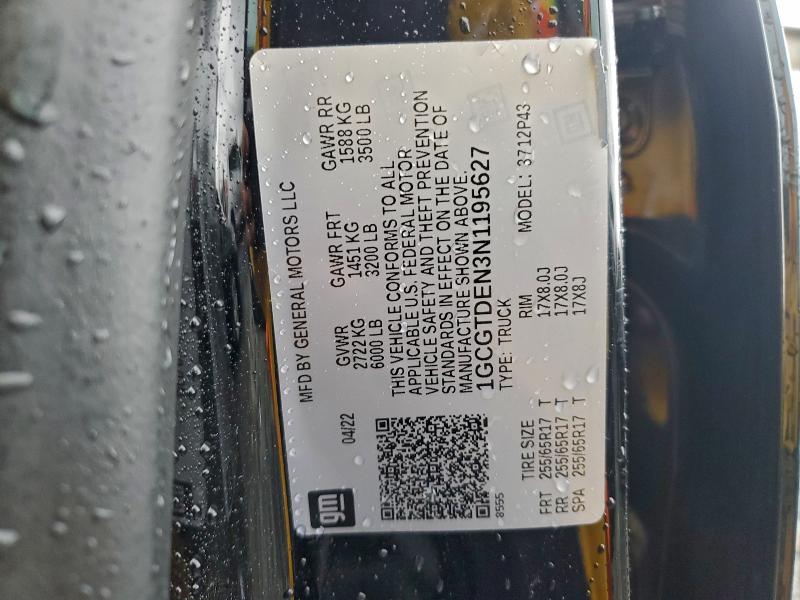 gm
04/22
MFD BY GENERAL MOTORS LLC
GVWR GAWR FRT GAWR RR
2722 KG 1451 KG 1588 KG
6000 LB 3200 LB 3500 LB
THIS VEHICLE CONFORMS TO ALL
APPLICABLE U.S. FEDERAL MOTOR
VEHICLE SAFETY AND THEFT PREVENTION
STANDARDS IN EFFECT ON THE DATE OF
MANUFACTURE SHOWN ABOVE.
1GCGTDEN3N1195627
8595
TYPE: TRUCK MODEL: 3712P43
TIRE SIZE RIM
FRT 255/65R17 T 17X8.0J
RR 255/65R17 T 17X8.0J
SPA 255/65R17 T 17X8J